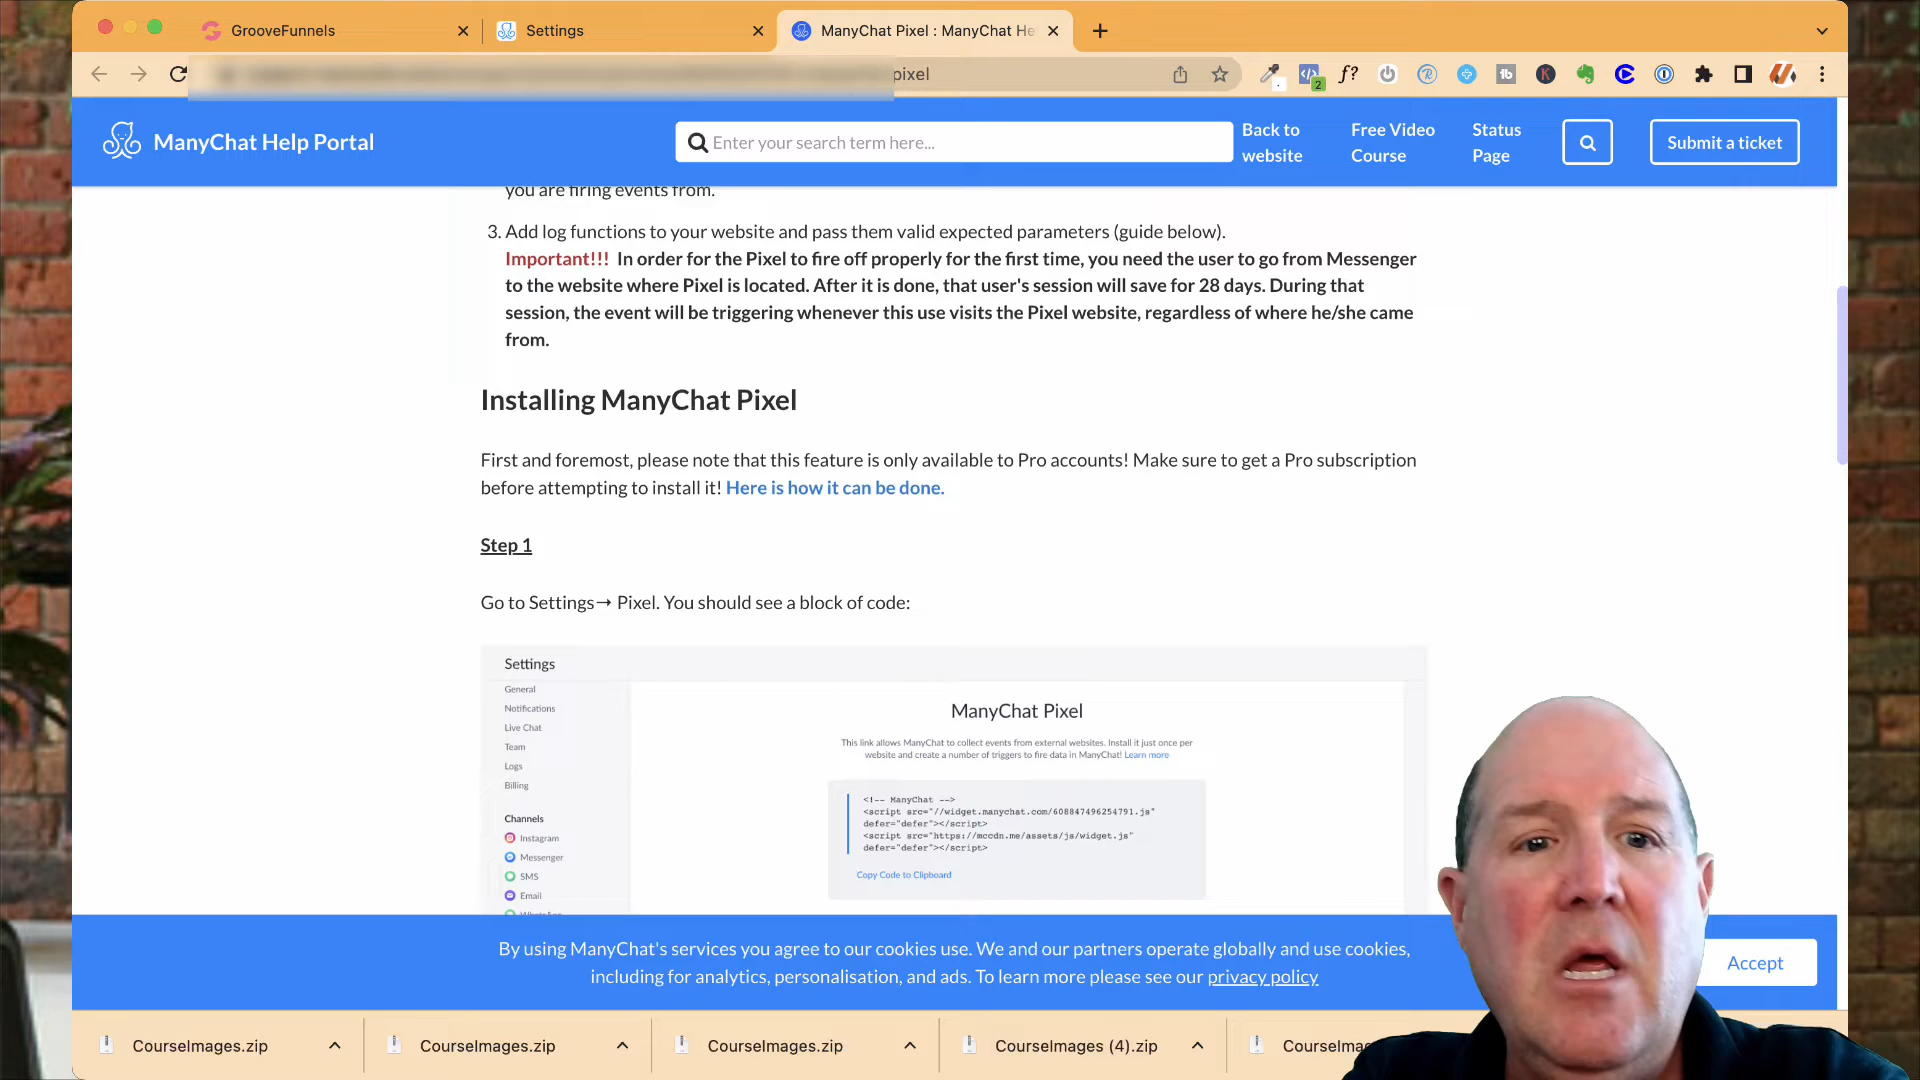 GrooveFunnels
Settings
ManyChat Pixel : ManyChat He
pixel
2
ManyChat Help Portal
Enter your search term here...
Back to website
Free Video Course
Status Page
Submit a ticket
you are firing events from.
3. Add log functions to your website and pass them valid expected parameters (guide below).
Important!!! In order for the Pixel to fire off properly for the first time, you need the user to go from Messenger
to the website where Pixel is located. After it is done, that user's session will save for 28 days. During that
session, the event will be triggering whenever this use visits the Pixel website, regardless of where he/she came
from.
Installing ManyChat Pixel
First and foremost, please note that this feature is only available to Pro accounts! Make sure to get a Pro subscription
before attempting to install it! Here is how it can be done.
Step 1
Go to Settings→ Pixel. You should see a block of code:
Settings
General
Notifications
Live Chat
Team
Logs
Billing
Channels
Instagram
Messenger
SMS
Email
WhatsApp
ManyChat Pixel
This link allows ManyChat to collect events from external websites. Install it just once per
website and create a number of triggers to fire data in ManyChat! Learn more
<!-- ManyChat -->
<script src="//widget.manychat.com/608847496254791.js"
defer="defer"></script>
<script src="https://mccdn.me/assets/js/widget.js"
defer="defer"></script>
Copy Code to Clipboard
By using ManyChat's services you agree to our cookies use. We and our partners operate globally and use cookies,
including for analytics, personalisation, and ads. To learn more please see our privacy policy
Accept
CourseImages.zip
CourseImages.zip
CourseImages.zip
CourseImages (4).zip
CourseImag